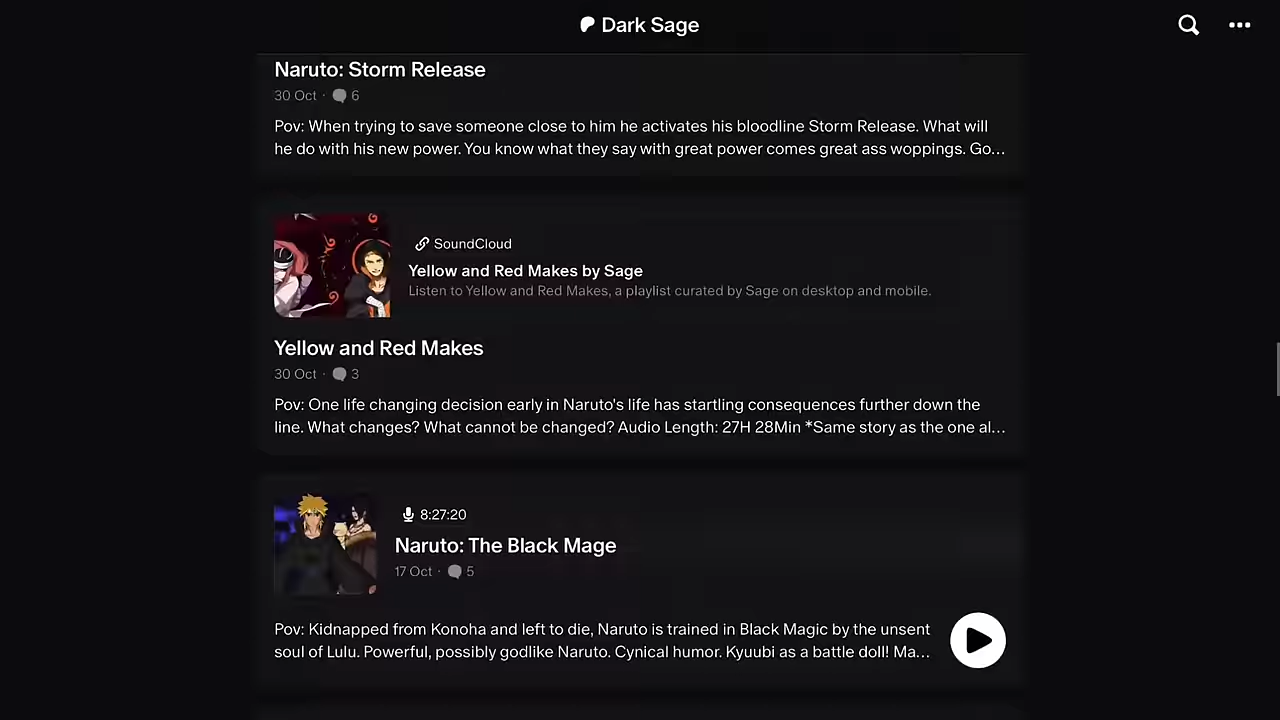 Dark Sage
Naruto: Storm Release
30 Oct · 6
Pov: When trying to save someone close to him he activates his bloodline Storm Release. What will
he do with his new power. You know what they say with great power comes great ass woppings. Go…
SoundCloud
Yellow and Red Makes by Sage
Listen to Yellow and Red Makes, a playlist curated by Sage on desktop and mobile.
Yellow and Red Makes
30 Oct · 3
Pov: One life changing decision early in Naruto's life has startling consequences further down the
line. What changes? What cannot be changed? Audio Length: 27H 28Min *Same story as the one al…
8:27:20
Naruto: The Black Mage
17 Oct · 5
Pov: Kidnapped from Konoha and left to die, Naruto is trained in Black Magic by the unsent
soul of Lulu. Powerful, possibly godlike Naruto. Cynical humor. Kyuubi as a battle doll! Ma…